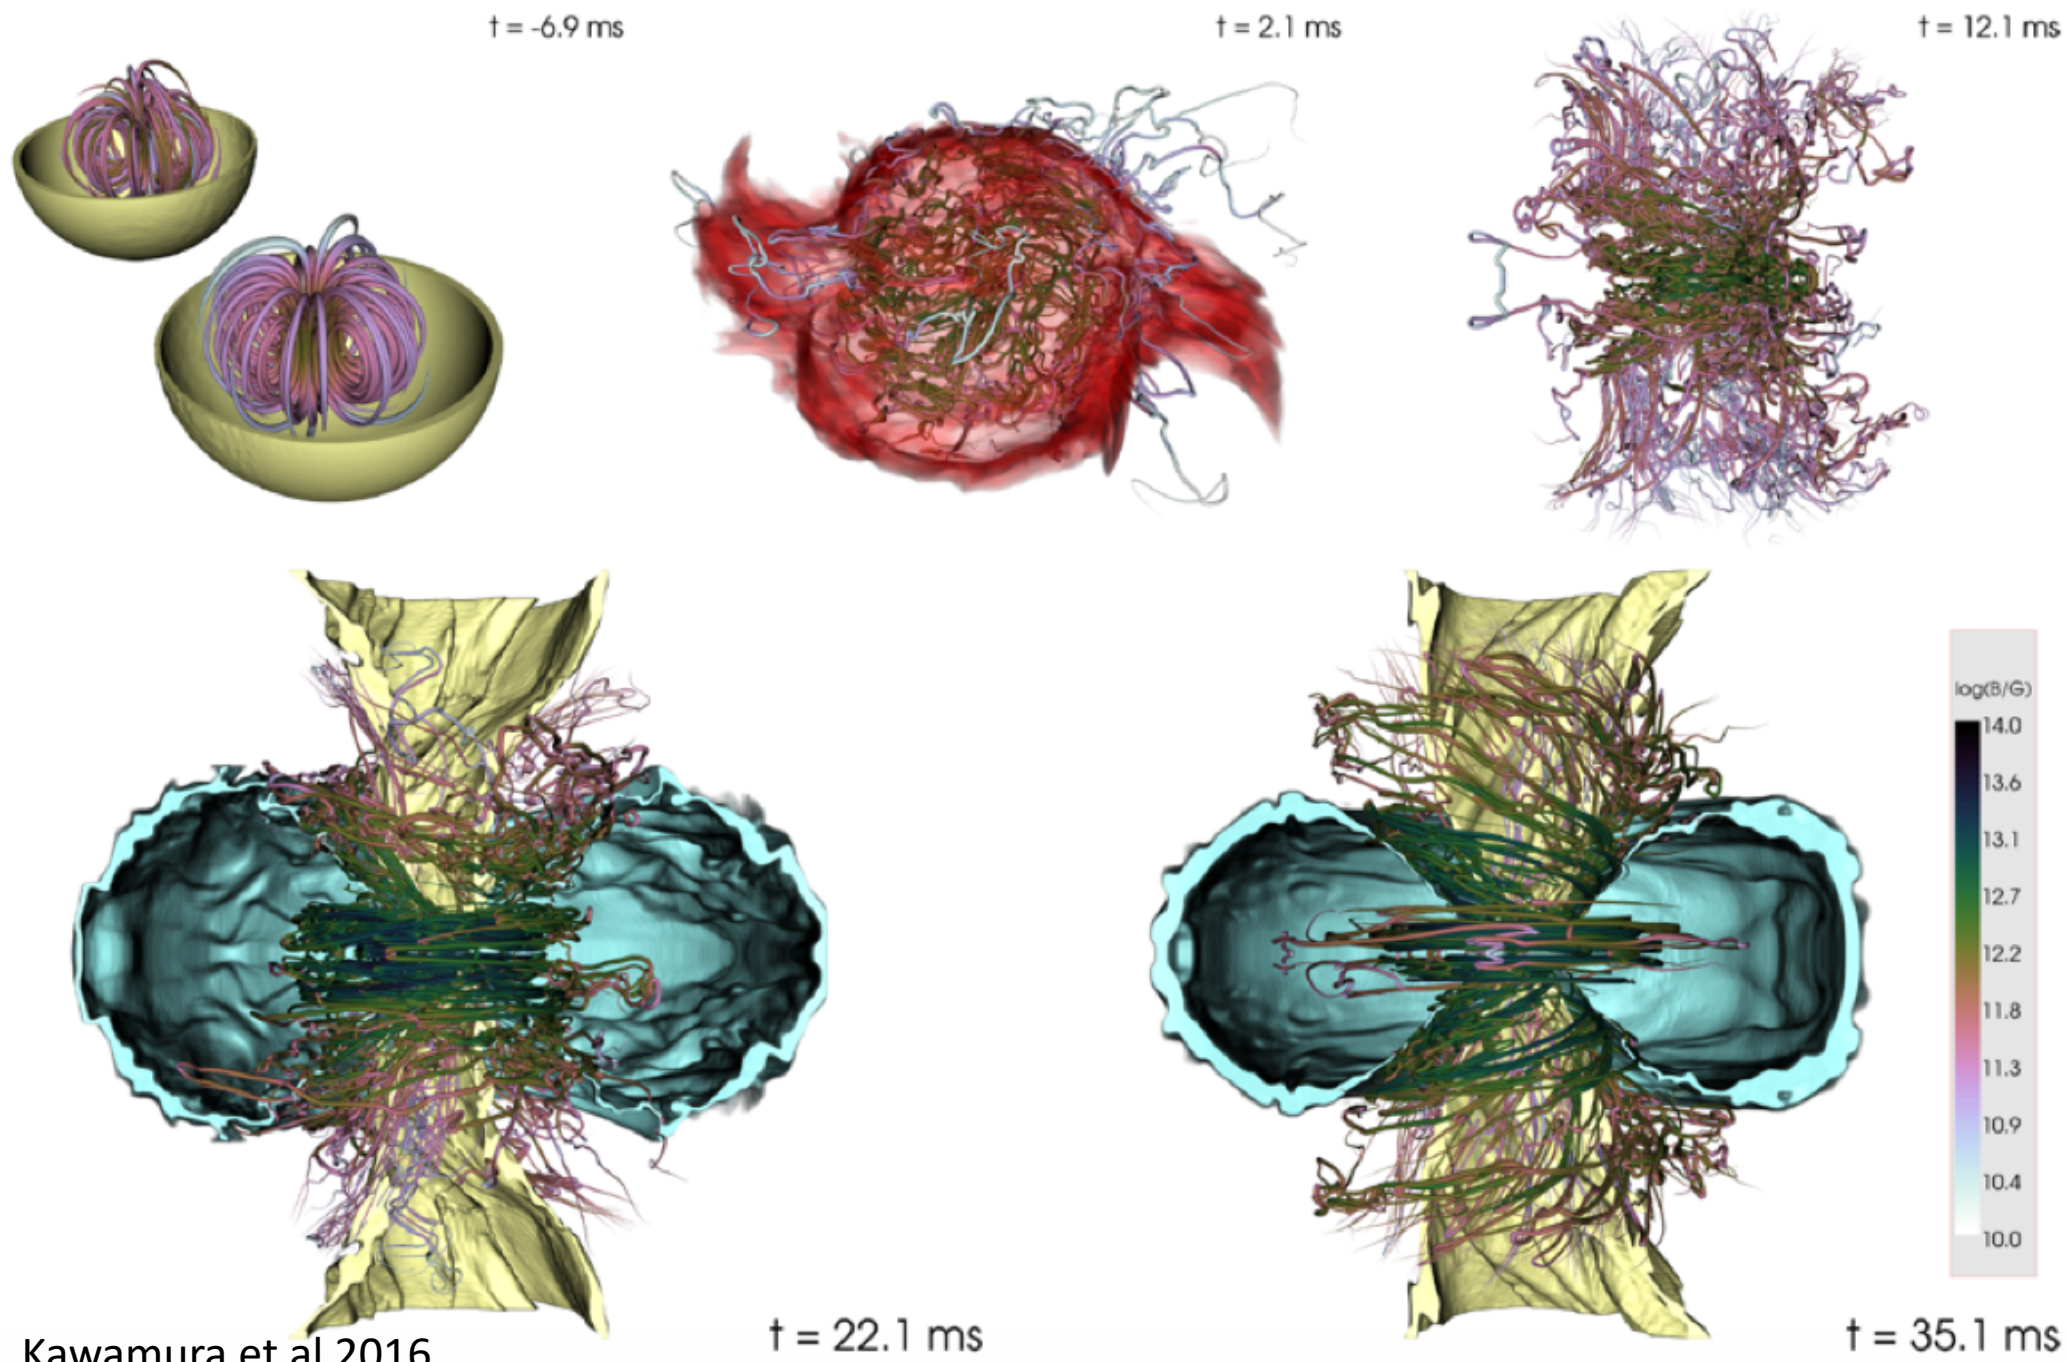 t = -6.9 ms
t = 2.1 ms
t = 12.1 ms
log(B/G)
14.0
13.6
13.1
12.7
12.2
11.8
11.3
10.9
10.4
10.0
t = 22.1 ms
t = 35.1 ms
Kawamura et al 2016